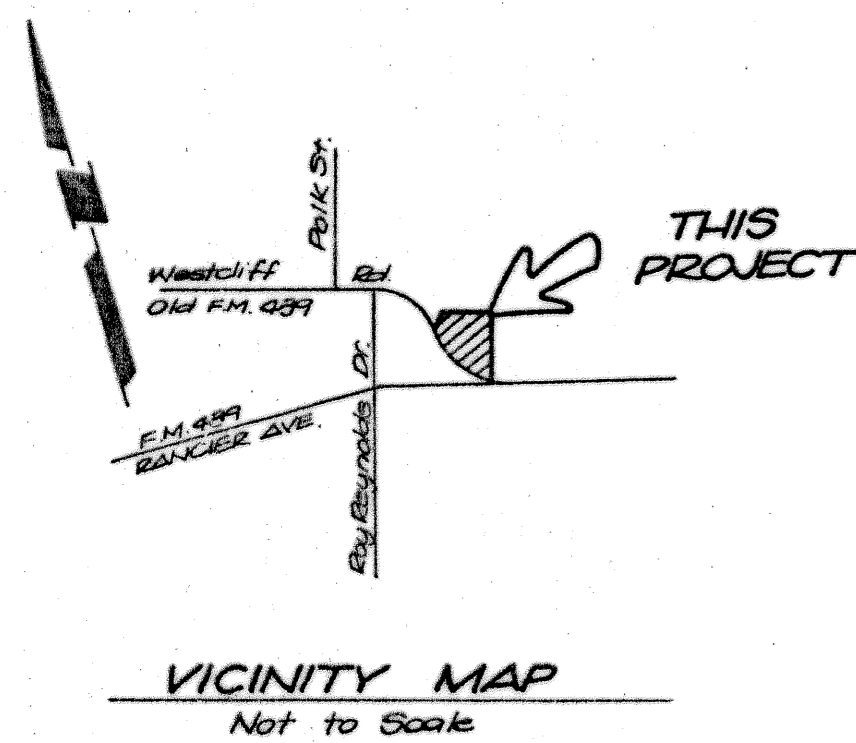 Polk St.
THIS
PROJECT
Westcliff Rd.
Old F.M. 439
Roy Reynolds Dr.
F.M. 439
RANCIER AVE.
VICINITY MAP
Not to Scale